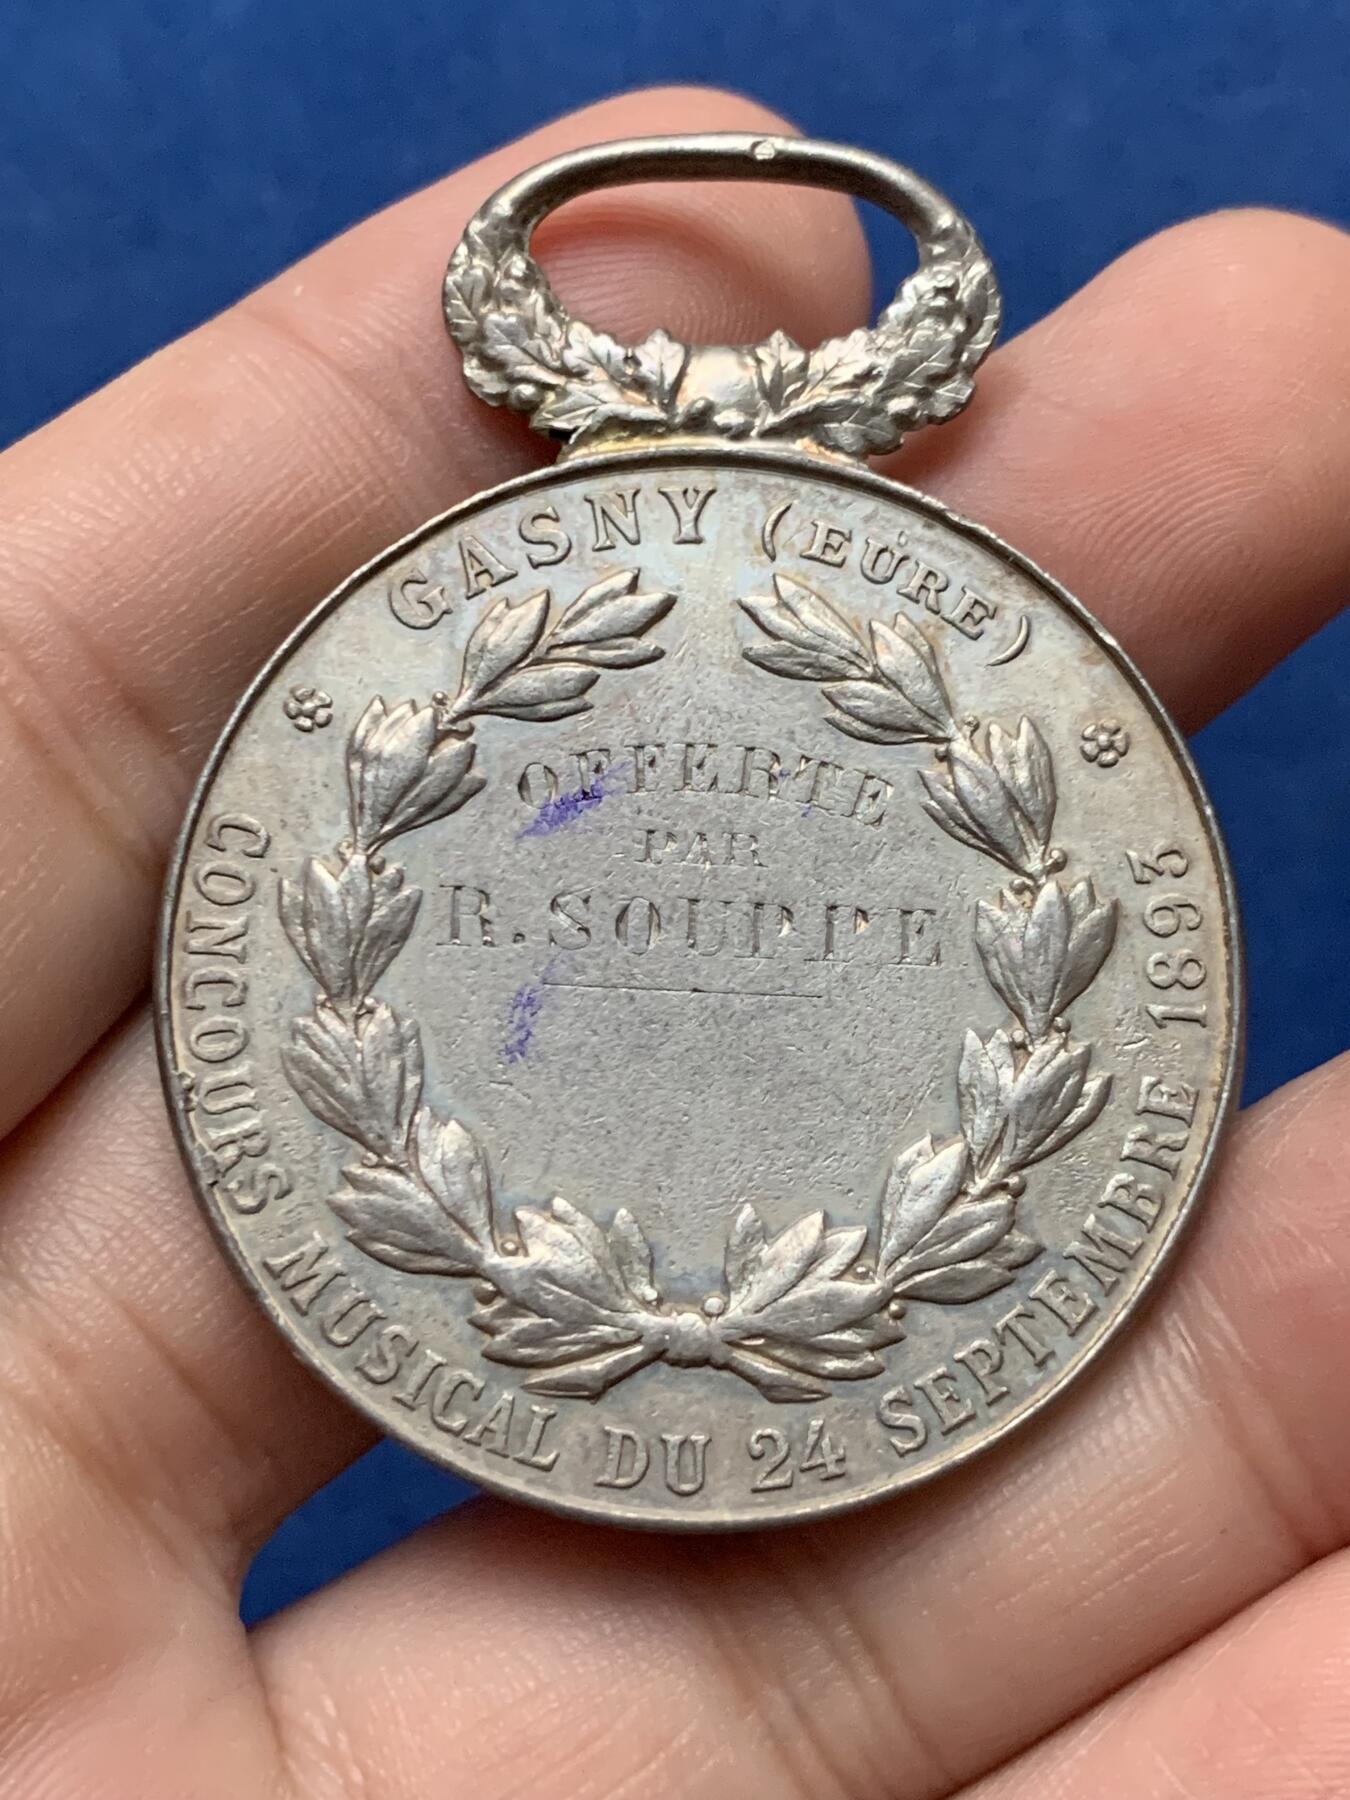 GASNY (EURE)
OFFERTE
PAR
R. SOUPPE
CONCOURS MUSICAL DU 24 SEPTEMBRE 1893